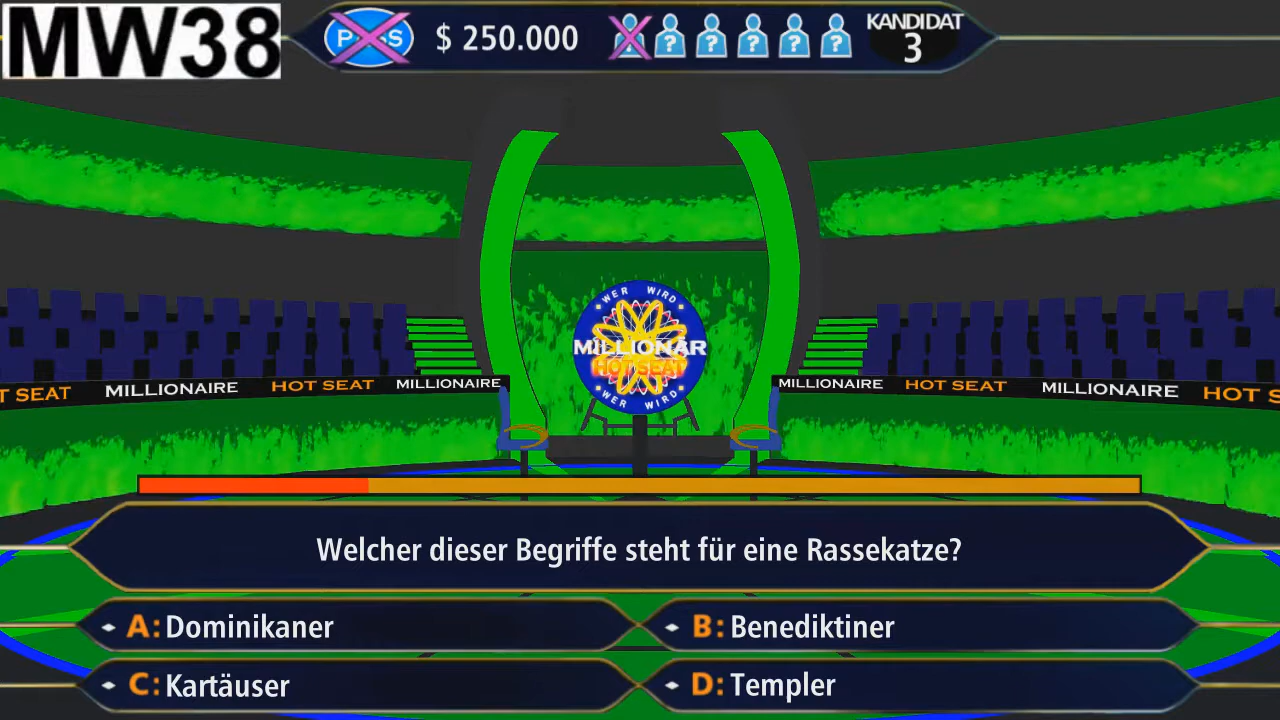 MW38
PASS
$ 250.000
? ? ? ? ?
KANDIDAT
3
WER WIRD
MILLIONÄR
HOT SEAT
WER WIRD
T SEAT MILLIONAIRE HOT SEAT MILLIONAIRE
MILLIONAIRE HOT SEAT MILLIONAIRE HOT S
Welcher dieser Begriffe steht für eine Rassekatze?
A: Dominikaner
B: Benediktiner
C: Kartäuser
D: Templer